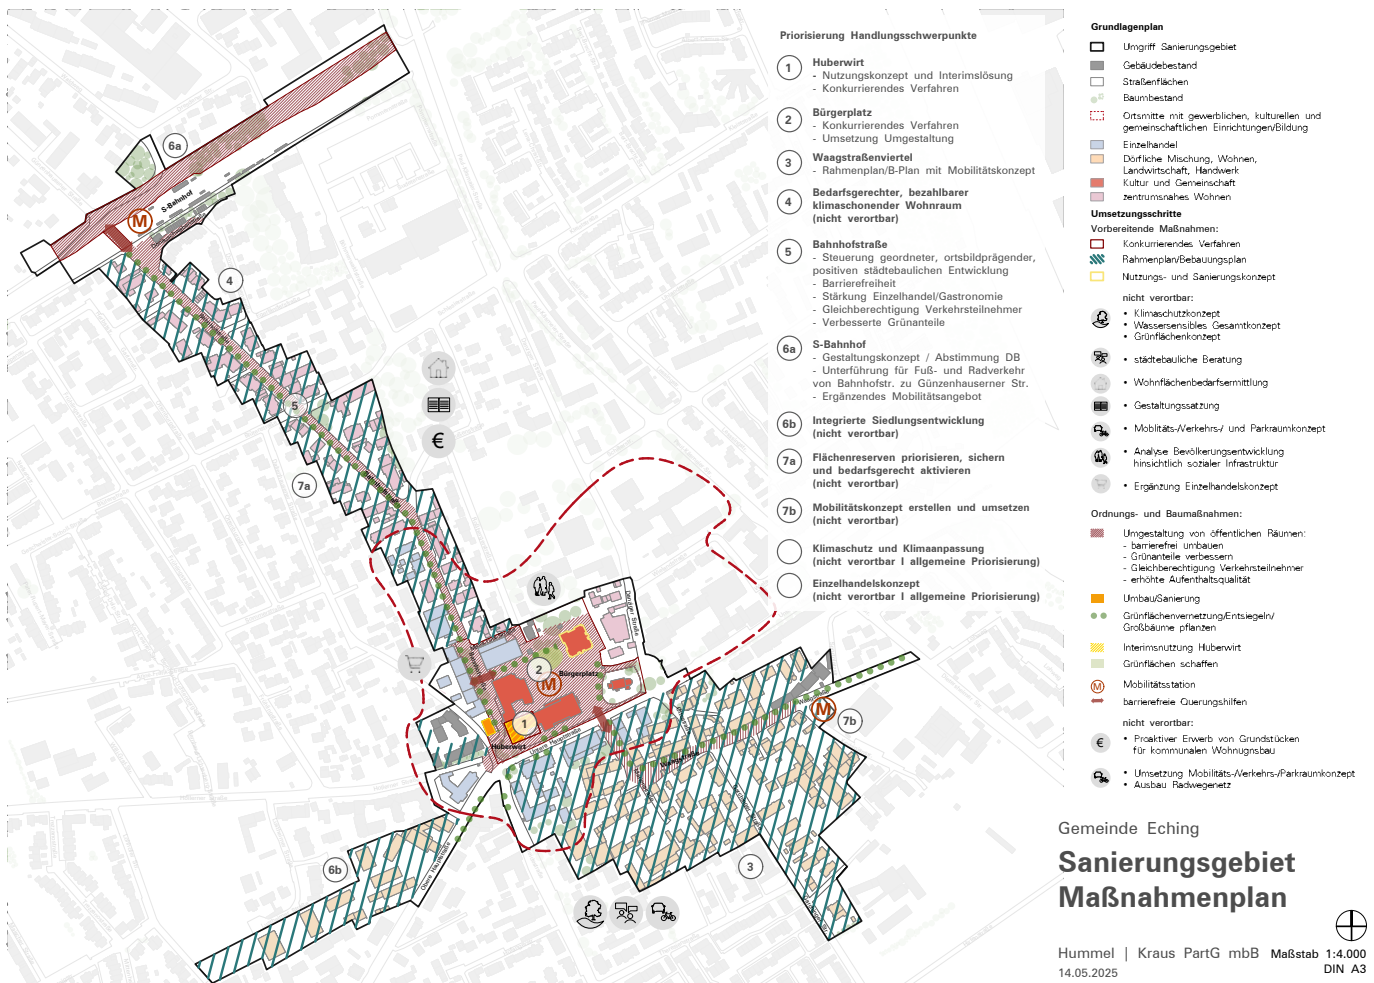 Priorisierung Handlungsschwerpunkte
1
Huberwirt
- Nutzungskonzept und Interimslösung
- Konkurrierendes Verfahren
2
Bürgerplatz
- Konkurrierendes Verfahren
- Umsetzung Umgestaltung
3
Waagstraßenviertel
- Rahmenplan/B-Plan mit Mobilitätskonzept
4
Bedarfsgerechter, bezahlbarer
klimaschonender Wohnraum
(nicht verortbar)
5
Bahnhofstraße
- Steuerung geordneter, ortsbildprägender,
positiven städtebaulichen Entwicklung
- Barrierefreiheit
- Stärkung Einzelhandel/Gastronomie
- Gleichberechtigung Verkehrsteilnehmer
- Verbesserte Grünanteile
6a
S-Bahnhof
- Gestaltungskonzept / Abstimmung DB
- Unterführung für Fuß- und Radverkehr
von Bahnhofstr. zu Günzenhauserner Str.
- Ergänzendes Mobilitätsangebot
6b
Integrierte Siedlungsentwicklung
(nicht verortbar)
7a
Flächenreserven priorisieren, sichern
und bedarfsgerecht aktivieren
(nicht verortbar)
7b
Mobilitätskonzept erstellen und umsetzen
(nicht verortbar)
Klimaschutz und Klimaanpassung
(nicht verortbar I allgemeine Priorisierung)
Einzelhandelskonzept
(nicht verortbar I allgemeine Priorisierung)
Grundlagenplan
Umgriff Sanierungsgebiet
Gebäudebestand
Straßenflächen
Baumbestand
Ortsmitte mit gewerblichen, kulturellen und
gemeinschaftlichen Einrichtungen/Bildung
Einzelhandel
Dörfliche Mischung, Wohnen,
Landwirtschaft, Handwerk
Kultur und Gemeinschaft
zentrumsnahes Wohnen
Umsetzungsschritte
Vorbereitende Maßnahmen:
Konkurrierendes Verfahren
Rahmenplan/Bebauungsplan
Nutzungs- und Sanierungskonzept
nicht verortbar:
• Klimaschutzkonzept
• Wassersensibles Gesamtkonzept
• Grünflächenkonzept
• städtebauliche Beratung
• Wohnflächenbedarfsermittlung
• Gestaltungssatzung
• Moblitäts-/Verkehrs-/ und Parkraumkonzept
• Analyse Bevölkerungsentwicklung
hinsichtlich sozialer Infrastruktur
• Ergänzung Einzelhandelskonzept
Ordnungs- und Baumaßnahmen:
Umgestaltung von öffentlichen Räumen:
- barrierefrei umbauen
- Grünanteile verbessern
- Gleichberechtigung Verkehrsteilnehmer
- erhöhte Aufenthaltsqualität
Umbau/Sanierung
Grünflächenvernetzung/Entsiegeln/
Großbäume pflanzen
Interimsnutzung Huberwirt
Grünflächen schaffen
M Mobilitätsstation
barrierefreie Querungshilfen
nicht verortbar:
€ • Proaktiver Erwerb von Grundstücken
für kommunalen Wohnugnsbau
• Umsetzung Mobilitäts-/Verkehrs-/Parkraumkonzept
• Ausbau Radwegenetz
Gemeinde Eching
Sanierungsgebiet
Maßnahmenplan
Hummel | Kraus PartG mbB
Maßstab 1:4.000
14.05.2025
DIN A3
6a
S-Bahnhof
M
4
5
€
7a
Danziger Straße
2
Bürgerplatz
M
1
Huberwirt
Untere Hauptstraße
Waagstraße
M
7b
3
6b
Obere Hauptstraße